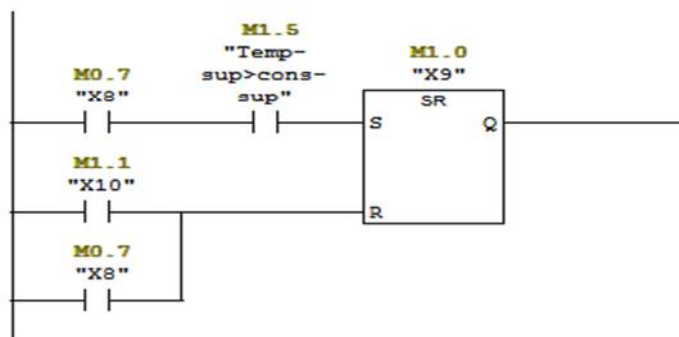 M1.5
"Temp-
sup>cons-
sup"
M0.7
"X8"
M1.0
"X9"
SR
S
Q
M1.1
"X10"
R
M0.7
"X8"